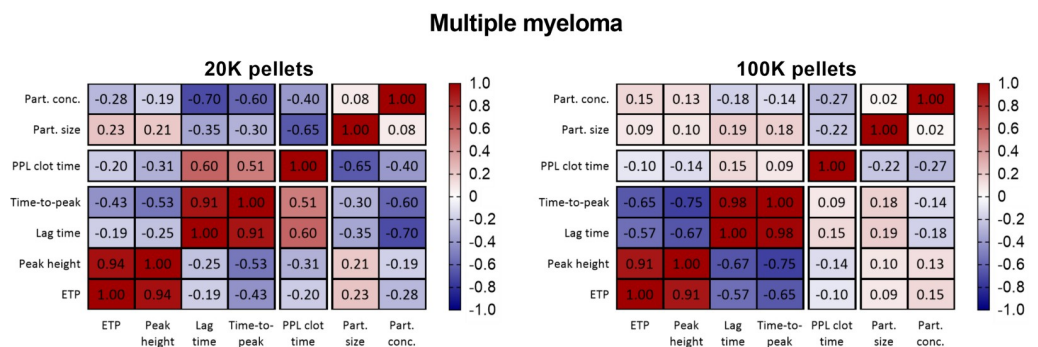 Multiple myeloma
20K pellets
Part. conc. -0.28 -0.19 -0.70 -0.60 -0.40 0.08 1.00
Part. size 0.23 0.21 -0.35 -0.30 -0.65 1.00 0.08
PPL clot time -0.20 -0.31 0.60 0.51 1.00 -0.65 -0.40
Time-to-peak -0.43 -0.53 0.91 1.00 0.51 -0.30 -0.60
Lag time -0.19 -0.25 1.00 0.91 0.60 -0.35 -0.70
Peak height 0.94 1.00 -0.25 -0.53 -0.31 0.21 -0.19
ETP 1.00 0.94 -0.19 -0.43 -0.20 0.23 -0.28
ETP Peak Lag Time-to- PPL clot Part. Part.
height time peak time size conc.
1.0
0.8
0.6
0.4
0.2
0
-0.2
-0.4
-0.6
-0.8
-1.0
100K pellets
Part. conc. 0.15 0.13 -0.18 -0.14 -0.27 0.02 1.00
Part. size 0.09 0.10 0.19 0.18 -0.22 1.00 0.02
PPL clot time -0.10 -0.14 0.15 0.09 1.00 -0.22 -0.27
Time-to-peak -0.65 -0.75 0.98 1.00 0.09 0.18 -0.14
Lag time -0.57 -0.67 1.00 0.98 0.15 0.19 -0.18
Peak height 0.91 1.00 -0.67 -0.75 -0.14 0.10 0.13
ETP 1.00 0.91 -0.57 -0.65 -0.10 0.09 0.15
ETP Peak Lag Time-to- PPL clot Part. Part.
height time peak time size conc.
1.0
0.8
0.6
0.4
0.2
0
-0.2
-0.4
-0.6
-0.8
-1.0